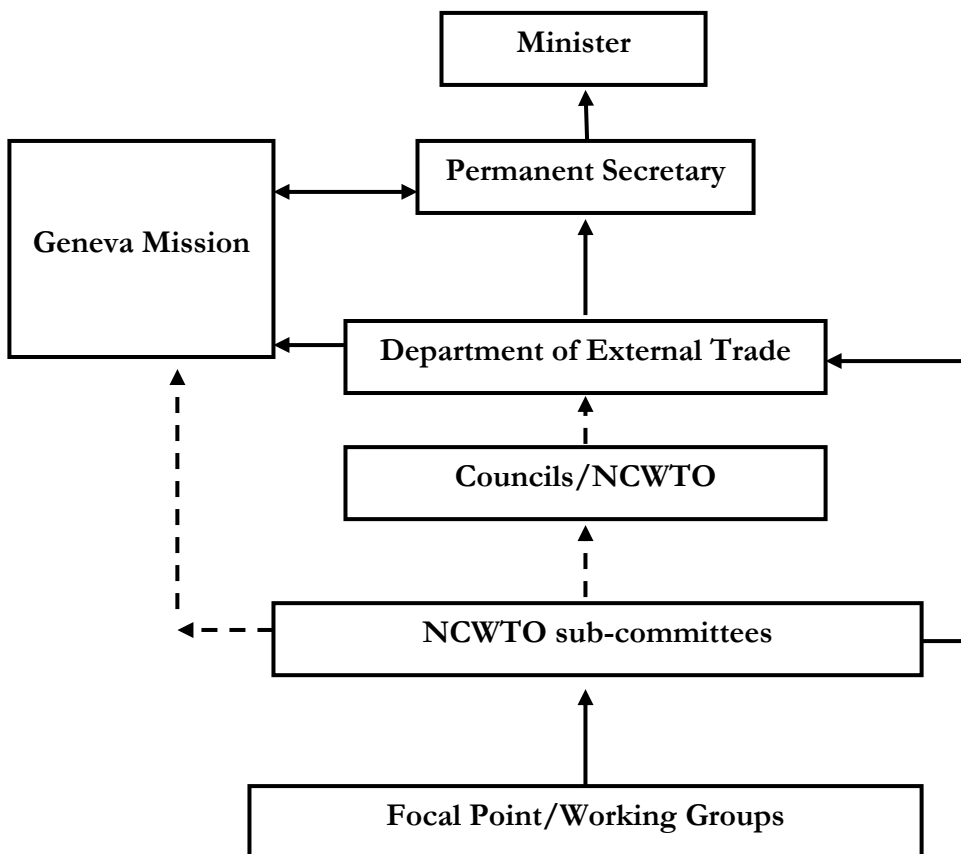 Minister
Permanent Secretary
Geneva Mission
Department of External Trade
Councils/NCWTO
NCWTO sub-committees
Focal Point/Working Groups